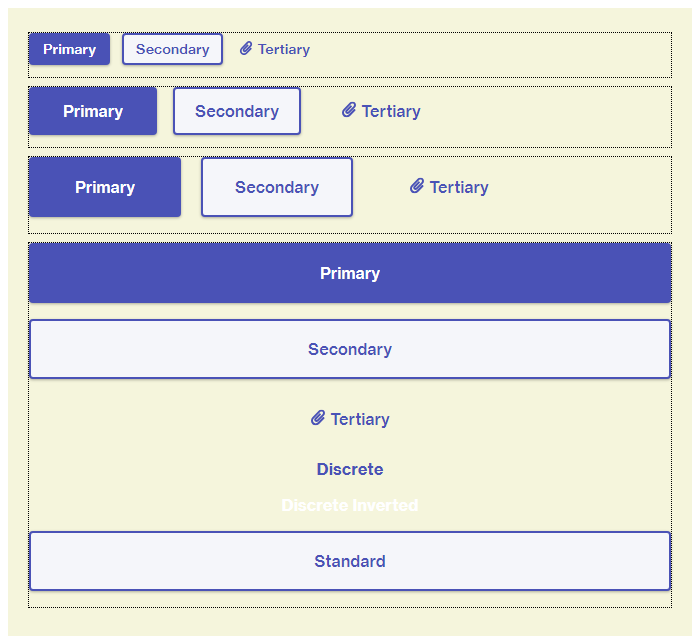 Primary Secondary Tertiary
Primary Secondary Tertiary
Primary Secondary Tertiary
Primary
Secondary
Tertiary
Discrete
Discrete Inverted
Standard